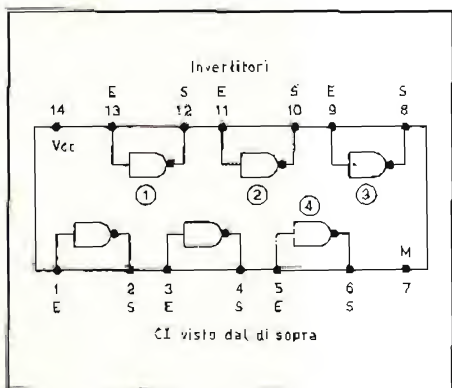 Invertitori
E S E S E S
14 13 12 11 10 9 8
Vcc
1 2 3
4
M
1 2 3 4 5 6 7
E S E S E S
CI visto dal di sopra